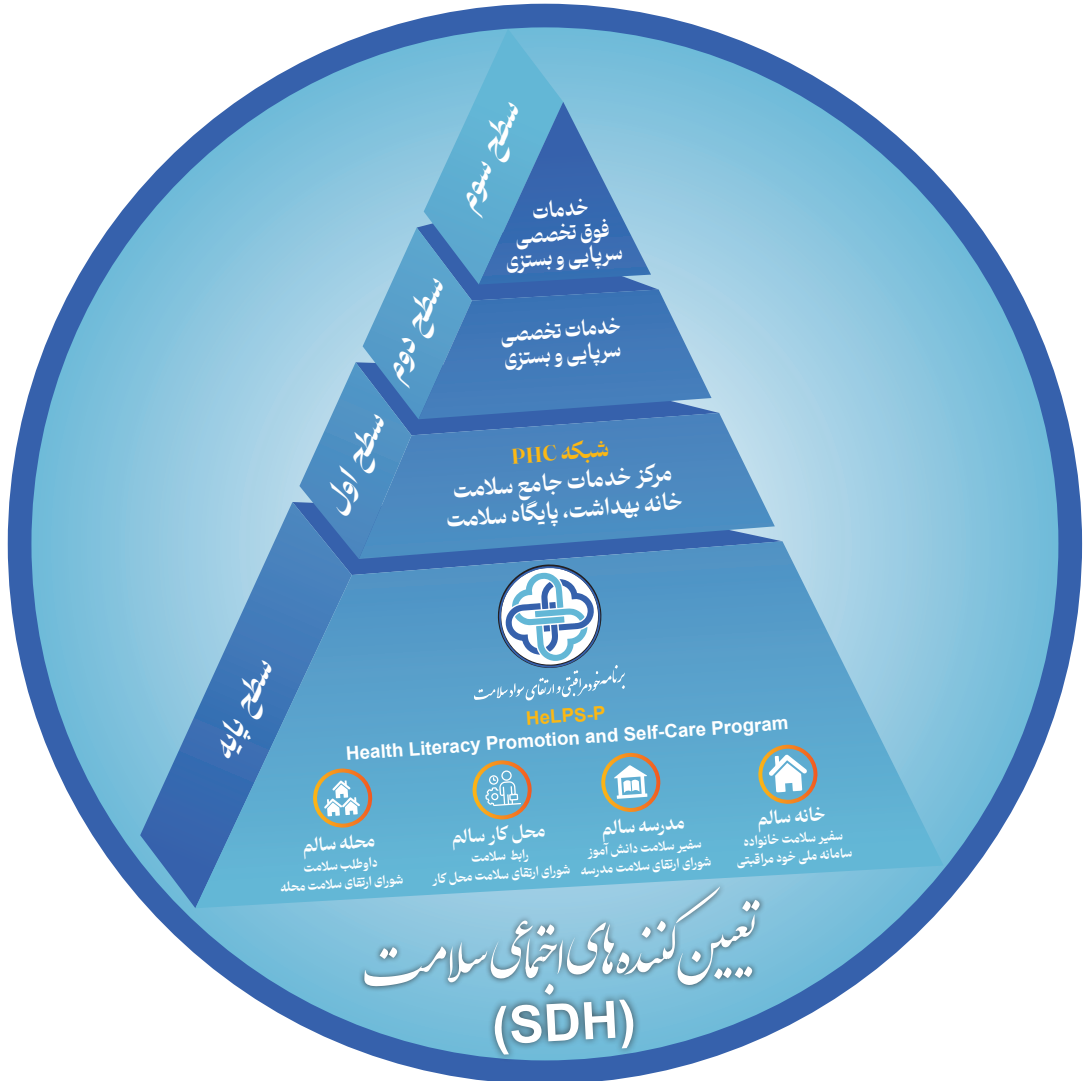 سطح سوم
خدمات
فوق تخصصی
سرپایی و بستری
سطح دوم
خدمات تخصصی
سرپایی و بستری
سطح اول
شبکه PHC
مرکز خدمات جامع سلامت
خانه بهداشت، پایگاه سلامت
سطح پایه
برنامه خودمراقبتی و ارتقای سواد سلامت
HeLPS-P
Health Literacy Promotion and Self-Care Program
خانه سالم
سفیر سلامت خانواده
سامانه ملی خود مراقبتی
مدرسه سالم
سفیر سلامت دانش آموز
شورای ارتقای سلامت مدرسه
محل کار سالم
رابط سلامت
شورای ارتقای سلامت محل کار
محله سالم
داوطلب سلامت
شورای ارتقای سلامت محله
تعیین کننده های اجتماعی سلامت
(SDH)